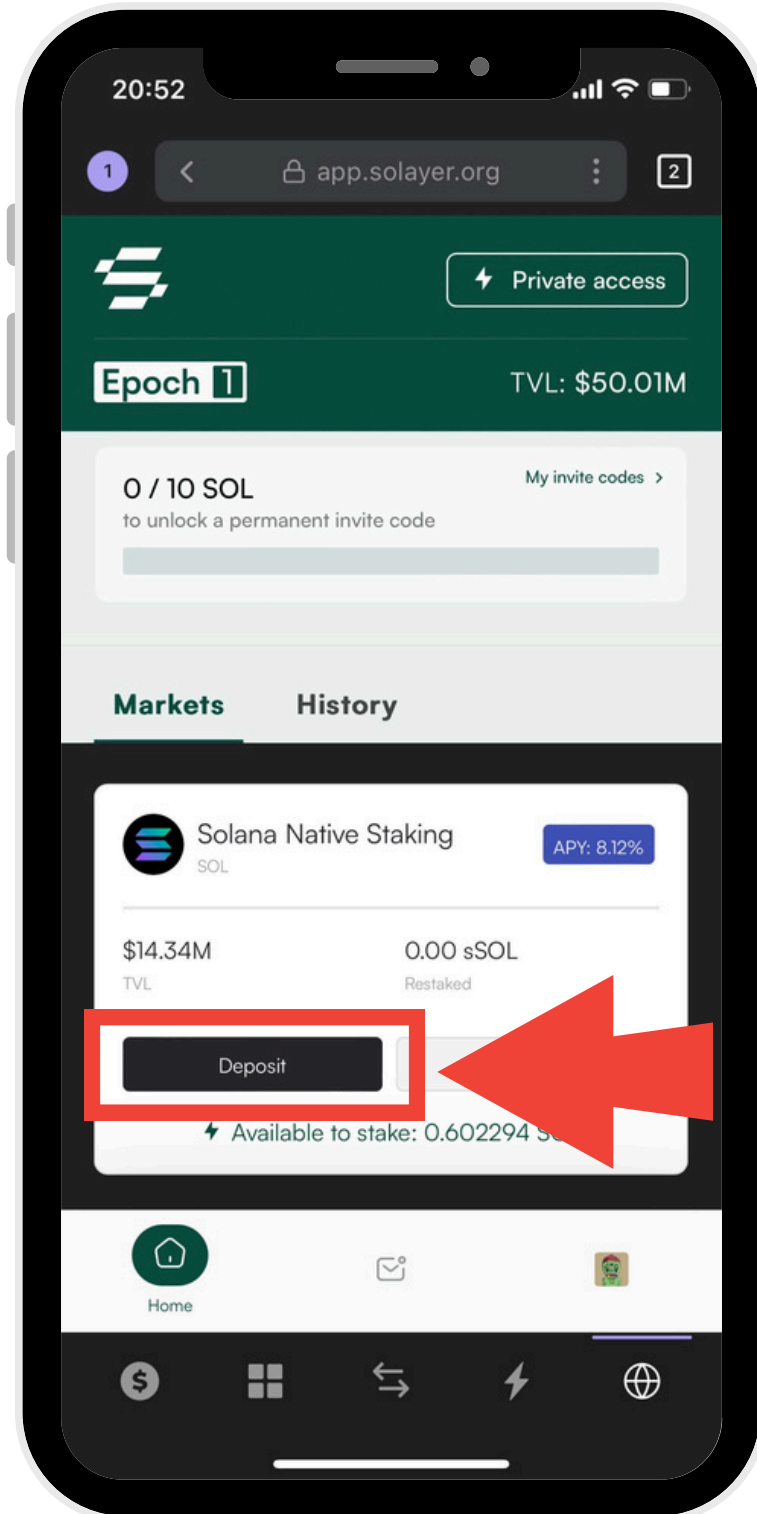 20:52
1
app.solayer.org
2
Private access
Epoch 1
TVL: $50.01M
0 / 10 SOL
My invite codes >
to unlock a permanent invite code
Markets History
Solana Native Staking
SOL
APY: 8.12%
$14.34M 0.00 sSOL
TVL Restaked
Deposit
Available to stake: 0.602294
Home